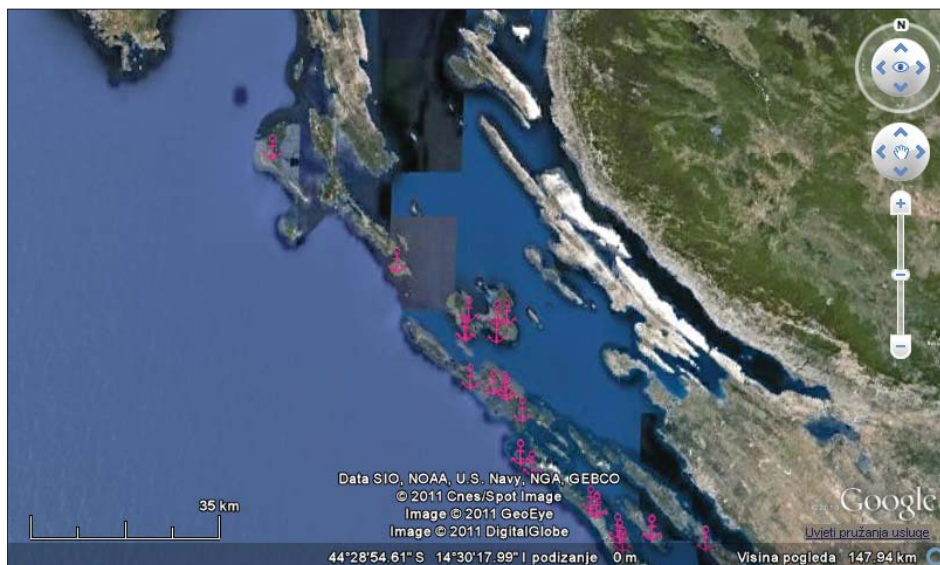 N
35 km
Data SIO, NOAA, U.S. Navy, NGA, GEBCO
© 2011 Cnes/Spot Image
Image © 2011 GeoEye
Image © 2011 DigitalGlobe
Google
Uvjeti pružanja usluge
44°28'54.61" S 14°30'17.99" I podizanje 0 m Visina pogleda 147.94 km